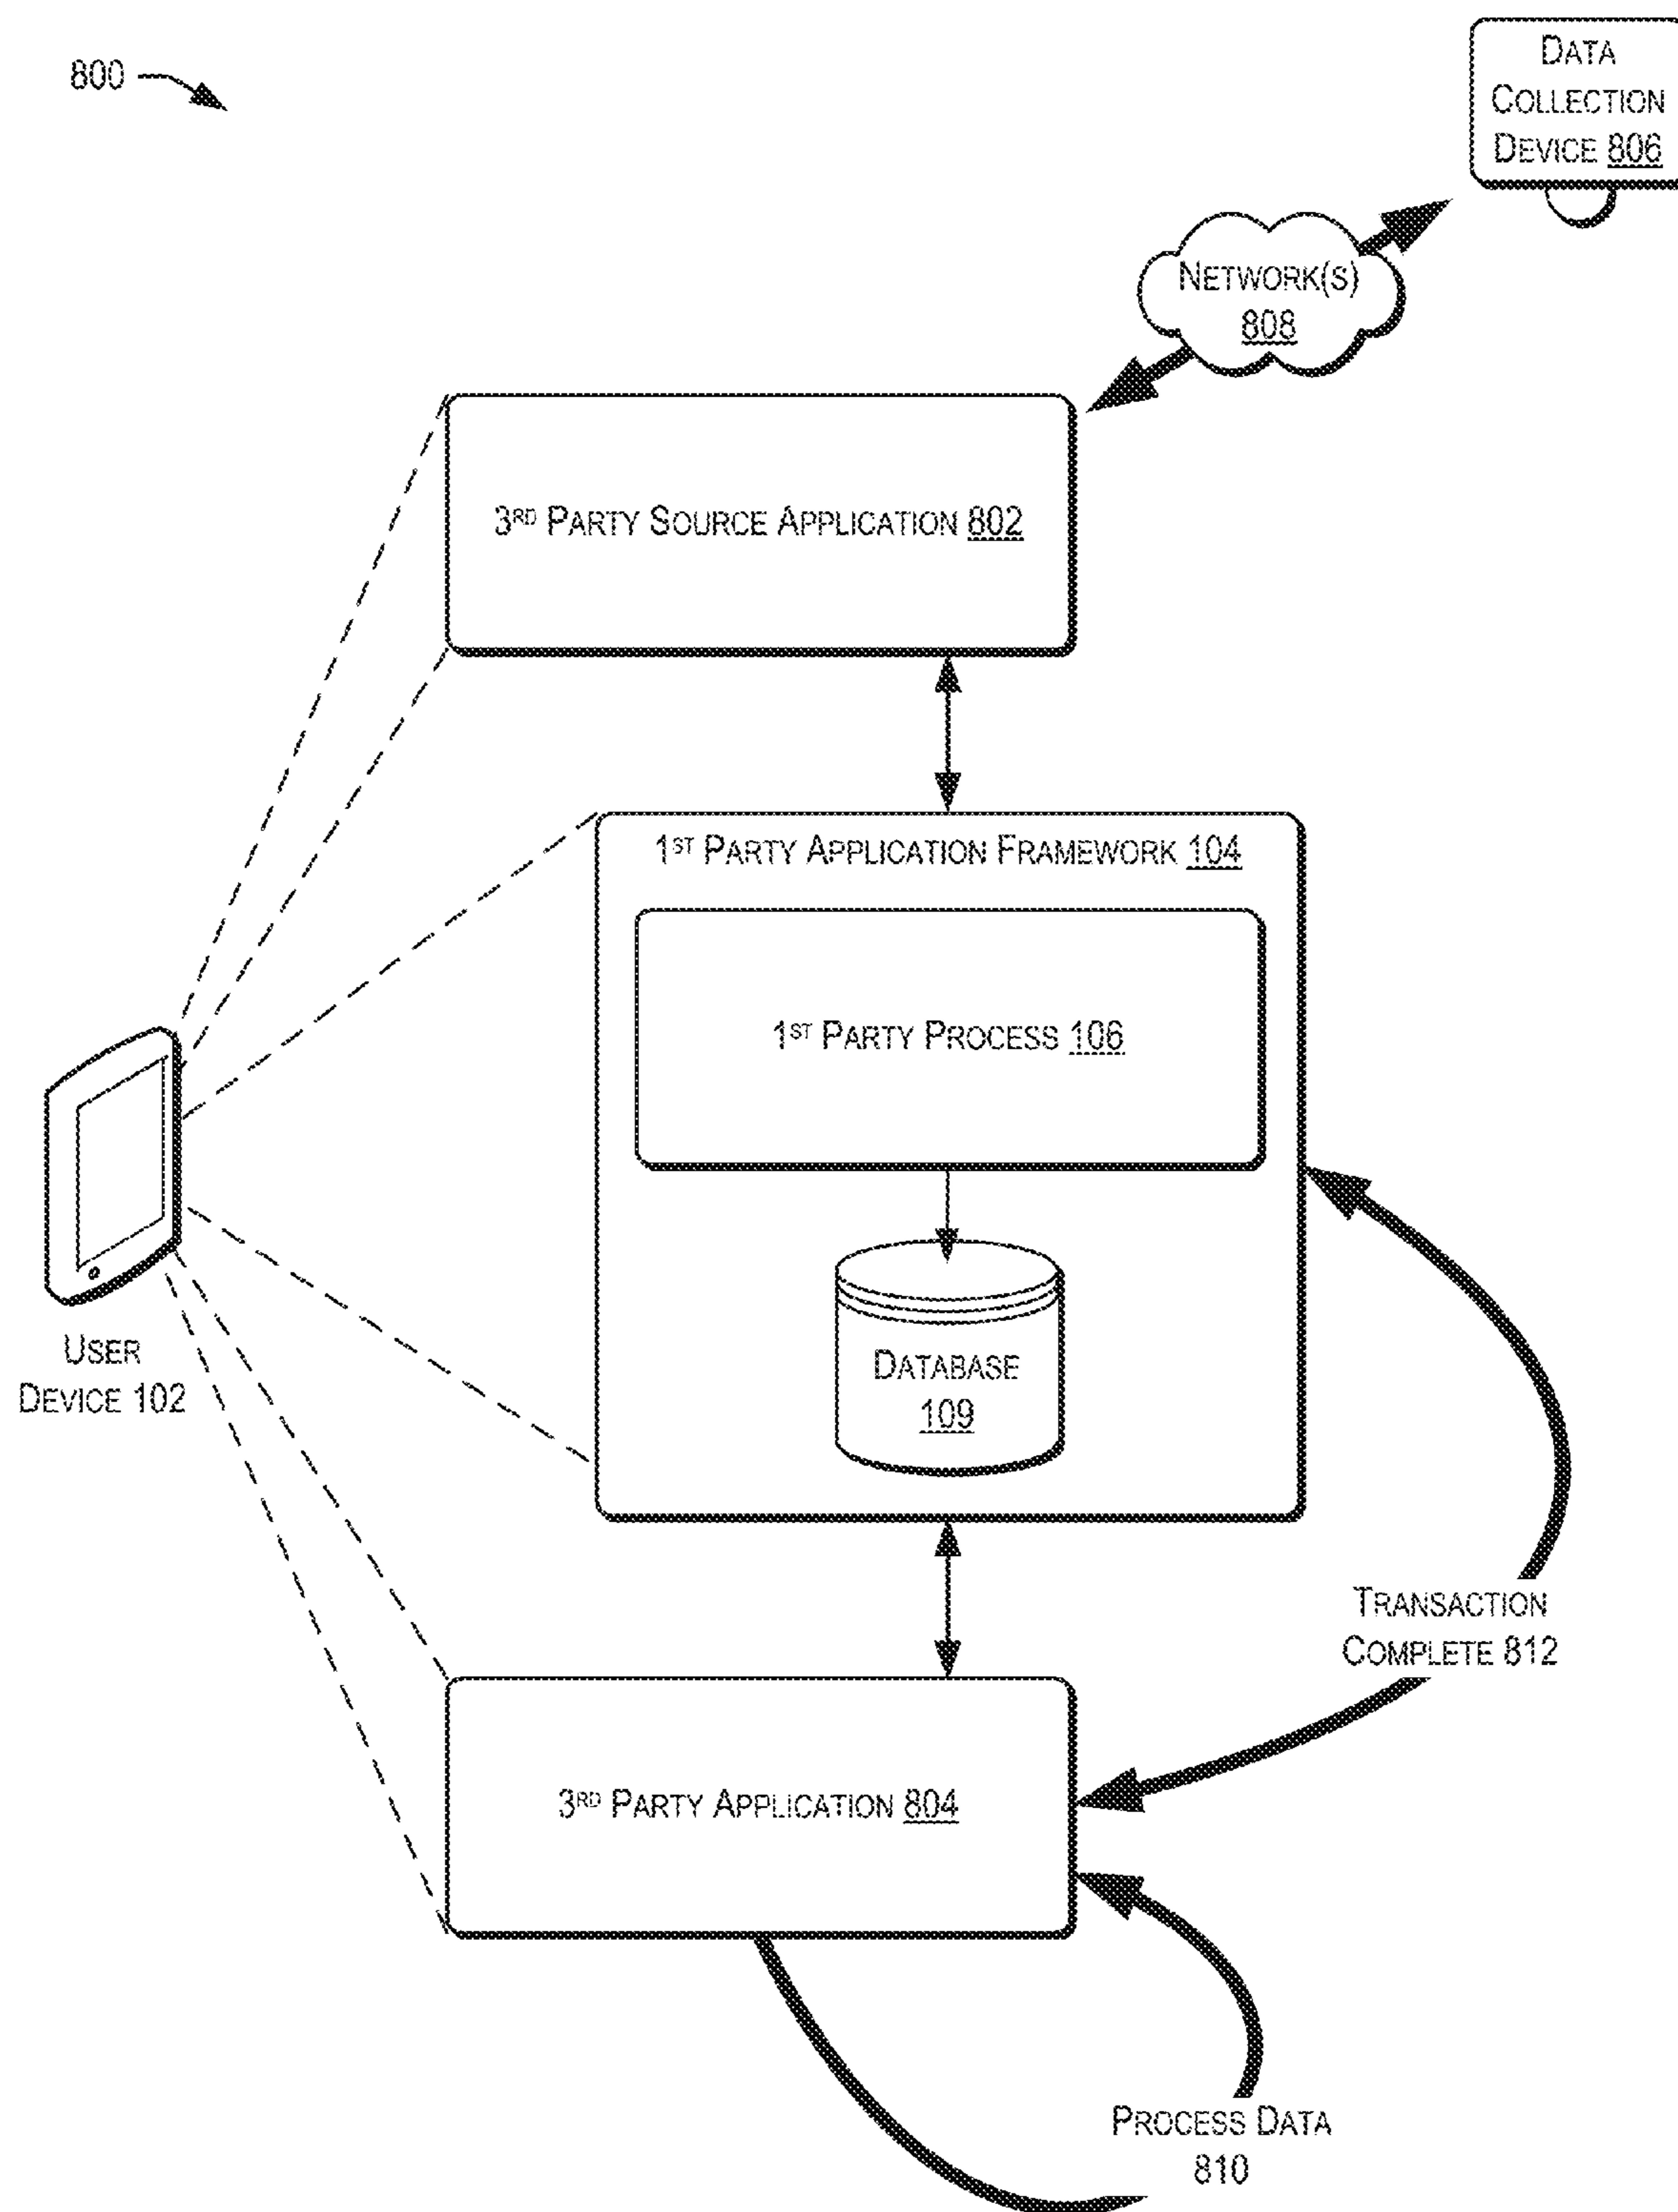 800
DATA
COLLECTION
DEVICE 806
NETWORK(S)
808
3RD PARTY SOURCE APPLICATION 802
1ST PARTY APPLICATION FRAMEWORK 104
1ST PARTY PROCESS 106
DATABASE
109
USER
DEVICE 102
TRANSACTION
COMPLETE 812
3RD PARTY APPLICATION 804
PROCESS DATA
810